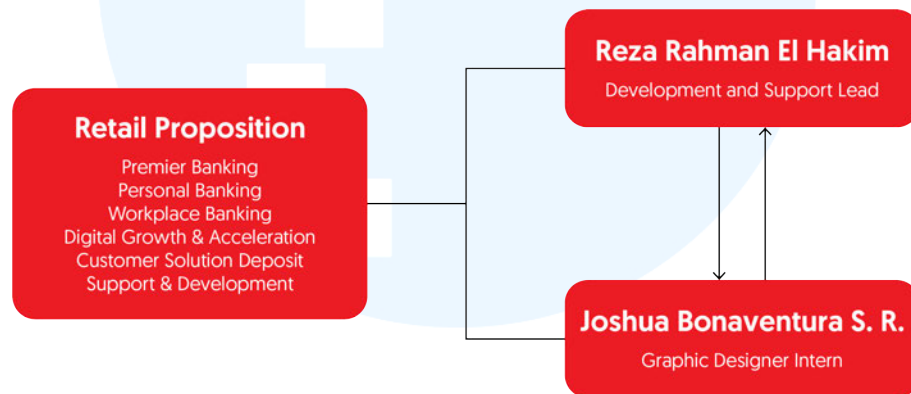 Retail Proposition
Premier Banking
Personal Banking
Workplace Banking
Digital Growth & Acceleration
Customer Solution Deposit
Support & Development
Reza Rahman El Hakim
Development and Support Lead
Joshua Bonaventura S. R.
Graphic Designer Intern